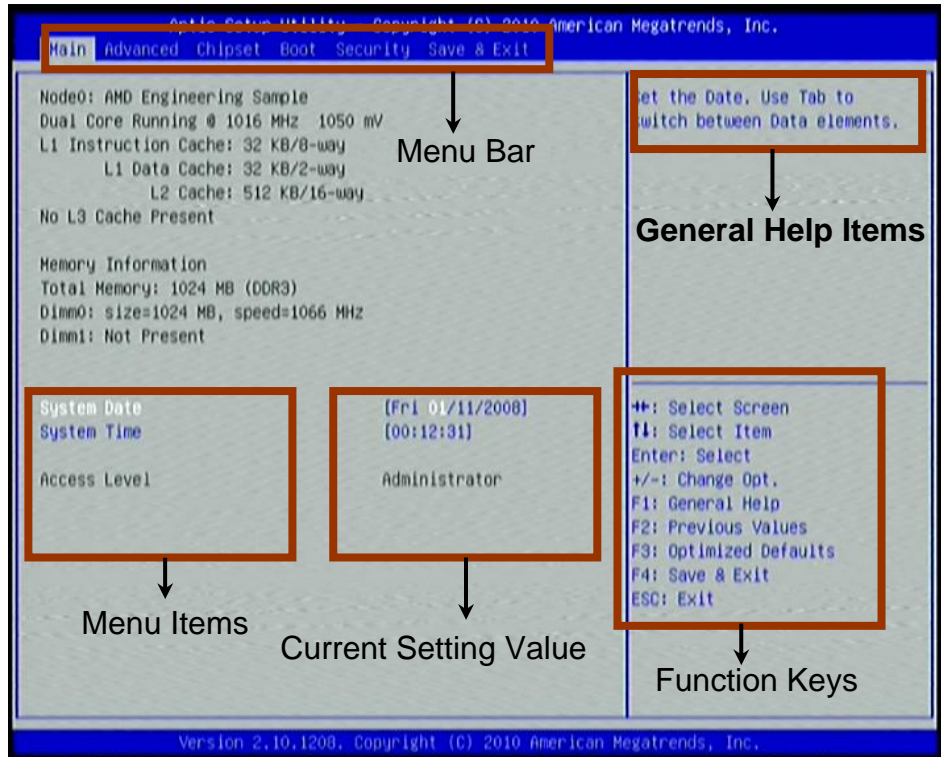 Aptio Setup Utility - Copyright (C) 2010 American Megatrends, Inc.
Main Advanced Chipset Boot Security Save & Exit
Node0: AMD Engineering Sample
Dual Core Running @ 1016 MHz 1050 mV
L1 Instruction Cache: 32 KB/8-way
L1 Data Cache: 32 KB/2-way
L2 Cache: 512 KB/16-way
No L3 Cache Present
Menu Bar
Memory Information
Total Memory: 1024 MB (DDR3)
Dimm0: size=1024 MB, speed=1066 MHz
Dimm1: Not Present
System Date [Fri 01/11/2008]
System Time [00:12:31]
Access Level Administrator
Menu Items
Current Setting Value
Set the Date. Use Tab to
switch between Data elements.
General Help Items
→←: Select Screen
↑↓: Select Item
Enter: Select
+/-: Change Opt.
F1: General Help
F2: Previous Values
F3: Optimized Defaults
F4: Save & Exit
ESC: Exit
Function Keys
Version 2.10.1208. Copyright (C) 2010 American Megatrends, Inc.